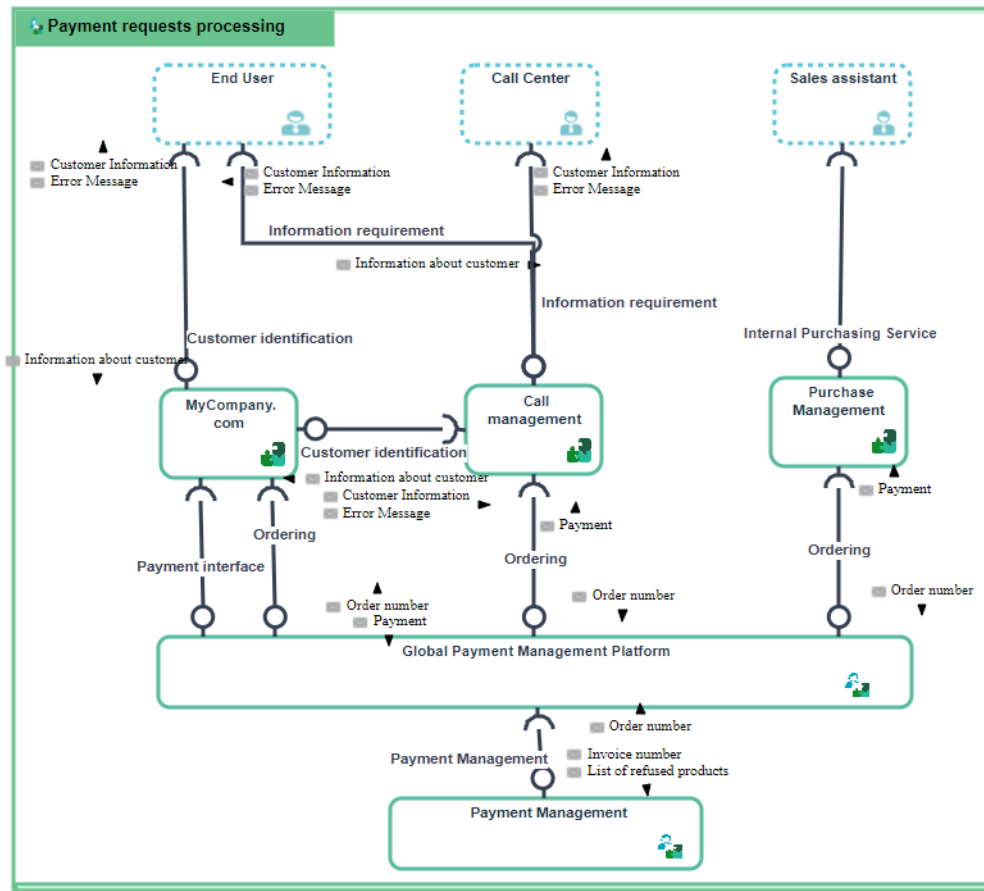 Payment requests processing
End User
Call Center
Sales assistant
Customer Information
Error Message
Customer Information
Error Message
Customer Information
Error Message
Information requirement
Information about customer
Information requirement
Customer identification
Internal Purchasing Service
Information about customer
MyCompany.
com
Call
management
Purchase
Management
Customer identification
Information about customer
Customer Information
Error Message
Payment
Payment
Ordering
Payment interface
Ordering
Ordering
Order number
Payment
Order number
Order number
Global Payment Management Platform
Order number
Payment Management
Invoice number
List of refused products
Payment Management